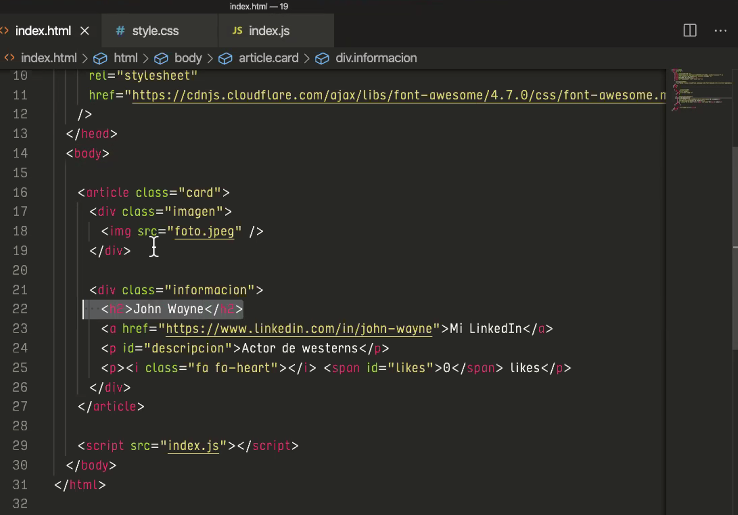 index.html — 19
index.html × # style.css JS index.js ···
index.html > html > body > article.card > div.informacion
10 rel="stylesheet"
11 href="https://cdnjs.cloudflare.com/ajax/libs/font-awesome/4.7.0/css/font-awesome.m
12 />
13 </head>
14 <body>
15
16 <article class="card">
17 <div class="imagen">
18 <img src="foto.jpeg" />
19 </div>
20
21 <div class="informacion">
22 <h2>John Wayne</h2>
23 <a href="https://www.linkedin.com/in/john-wayne">Mi LinkedIn</a>
24 <p id="descripcion">Actor de westerns</p>
25 <p><i class="fa fa-heart"></i> <span id="likes">0</span> likes</p>
26 </div>
27 </article>
28
29 <script src="index.js"></script>
30 </body>
31 </html>
32